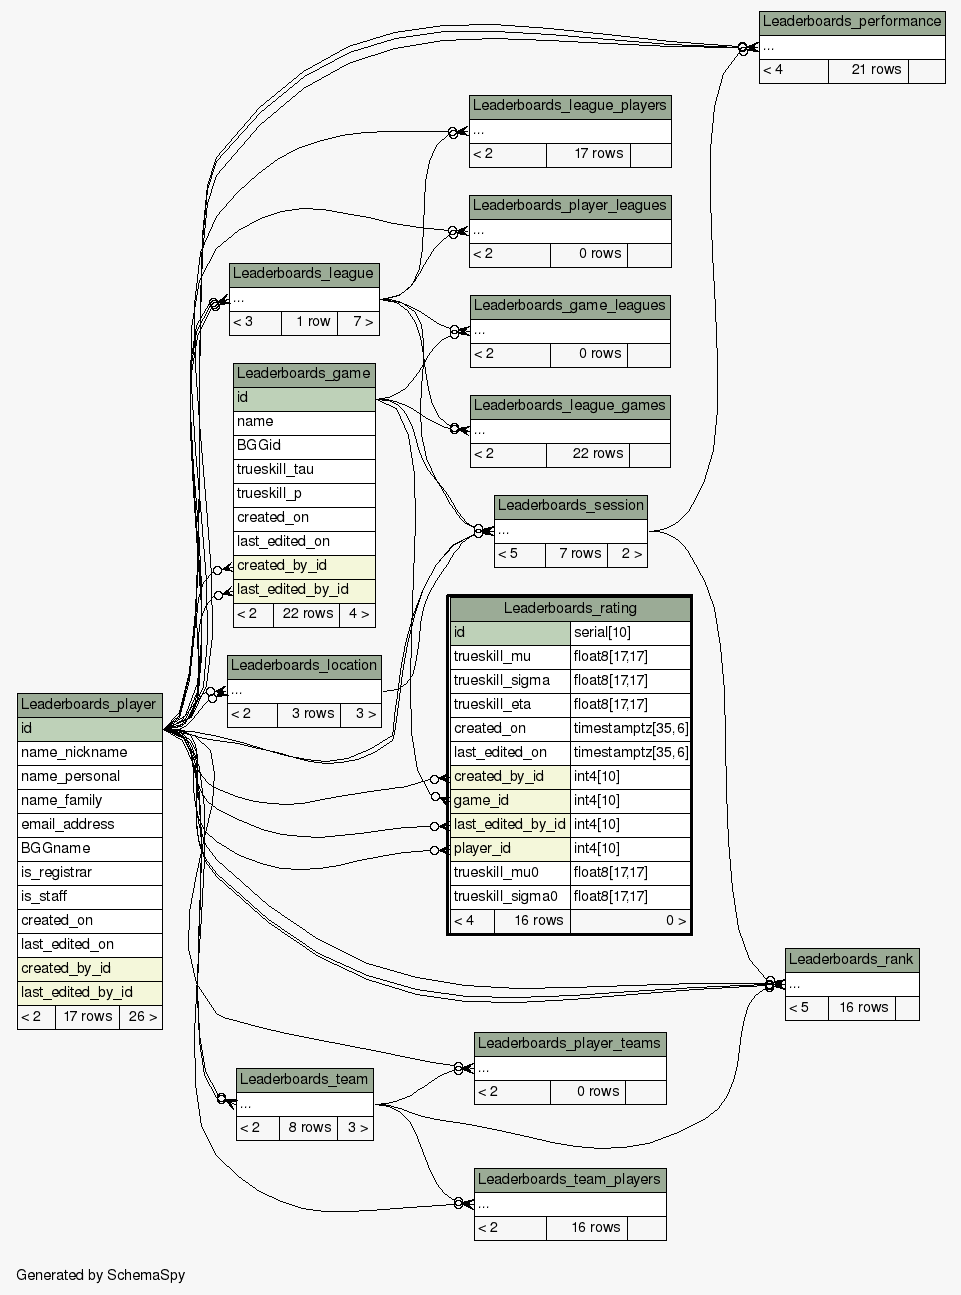 Leaderboards_performance
...
< 4 21 rows
Leaderboards_league_players
...
< 2 17 rows
Leaderboards_player_leagues
...
< 2 0 rows
Leaderboards_league
...
< 3 1 row 7 >
Leaderboards_game_leagues
...
< 2 0 rows
Leaderboards_game
id
name
BGGid
trueskill_tau
trueskill_p
created_on
last_edited_on
created_by_id
last_edited_by_id
< 2 22 rows 4 >
Leaderboards_league_games
...
< 2 22 rows
Leaderboards_session
...
< 5 7 rows 2 >
Leaderboards_rating
id serial[10]
trueskill_mu float8[17,17]
trueskill_sigma float8[17,17]
trueskill_eta float8[17,17]
created_on timestamptz[35,6]
last_edited_on timestamptz[35,6]
created_by_id int4[10]
game_id int4[10]
last_edited_by_id int4[10]
player_id int4[10]
trueskill_mu0 float8[17,17]
trueskill_sigma0 float8[17,17]
< 4 16 rows 0 >
Leaderboards_location
...
< 2 3 rows 3 >
Leaderboards_player
id
name_nickname
name_personal
name_family
email_address
BGGname
is_registrar
is_staff
created_on
last_edited_on
created_by_id
last_edited_by_id
< 2 17 rows 26 >
Leaderboards_rank
...
< 5 16 rows
Leaderboards_player_teams
...
< 2 0 rows
Leaderboards_team
...
< 2 8 rows 3 >
Leaderboards_team_players
...
< 2 16 rows
Generated by SchemaSpy